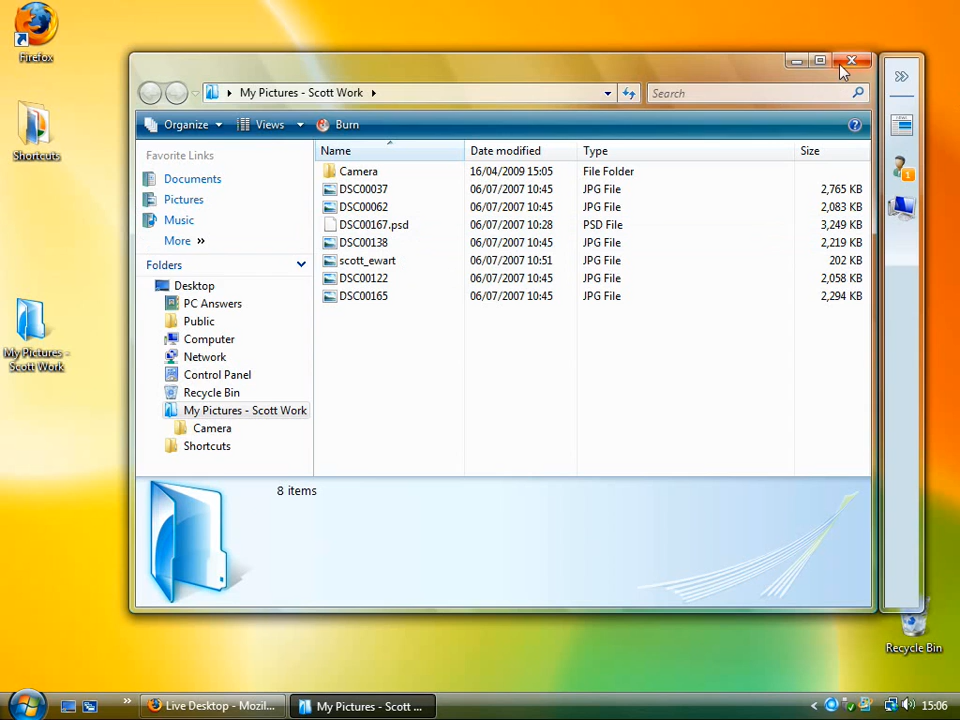 Firefox
My Pictures - Scott Work
Search
Organize Views Burn
Name Date modified Type Size
Favorite Links
Documents
Pictures
Music
More »
Folders
Desktop
PC Answers
Public
Computer
Network
Control Panel
Recycle Bin
My Pictures - Scott Work
Camera
Shortcuts
Camera 16/04/2009 15:05 File Folder
DSC00037 06/07/2007 10:45 JPG File 2,765 KB
DSC00062 06/07/2007 10:45 JPG File 2,083 KB
DSC00167.psd 06/07/2007 10:28 PSD File 3,249 KB
DSC00138 06/07/2007 10:45 JPG File 2,219 KB
scott_ewart 06/07/2007 10:51 JPG File 202 KB
DSC00122 06/07/2007 10:45 JPG File 2,058 KB
DSC00165 06/07/2007 10:45 JPG File 2,294 KB
8 items
1
Shortcuts
My Pictures -
Scott Work
Recycle Bin
Live Desktop - Mozil...
My Pictures - Scott ...
15:06